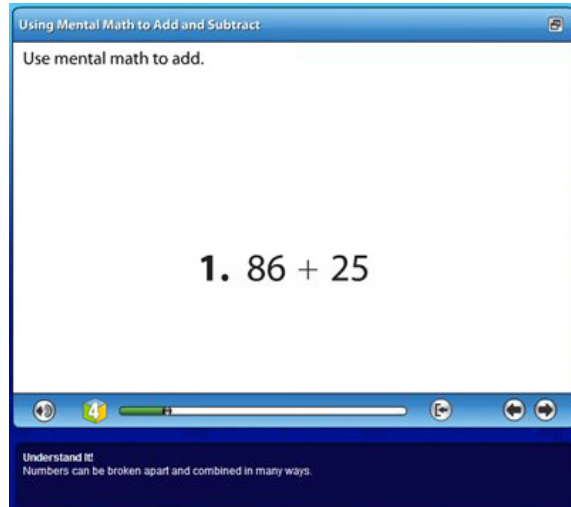 Using Mental Math to Add and Subtract
Use mental math to add.
1. 86 + 25
4
Understand It!
Numbers can be broken apart and combined in many ways.